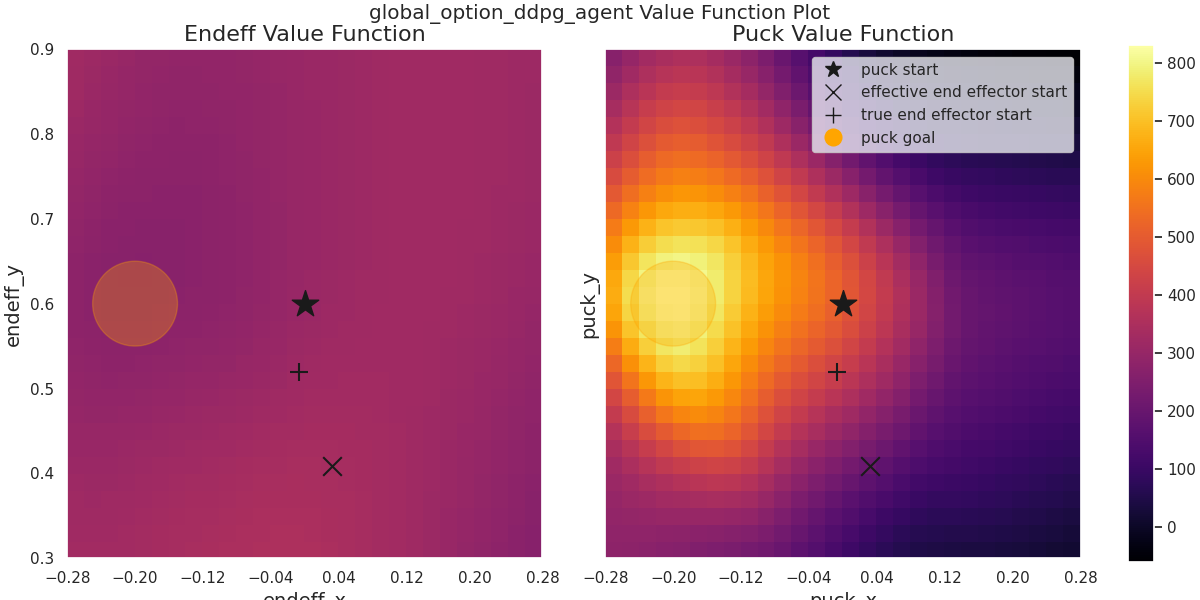 global_option_ddpg_agent Value Function Plot
Endeff Value Function
Puck Value Function
0.9
0.8
0.7
0.6
0.5
0.4
0.3
endeff_y
−0.28
−0.20
−0.12
−0.04
0.04
0.12
0.20
0.28
endeff_x
puck start
effective end effector start
true end effector start
puck goal
puck_y
−0.28
−0.20
−0.12
−0.04
0.04
0.12
0.20
0.28
puck_x
800
700
600
500
400
300
200
100
0